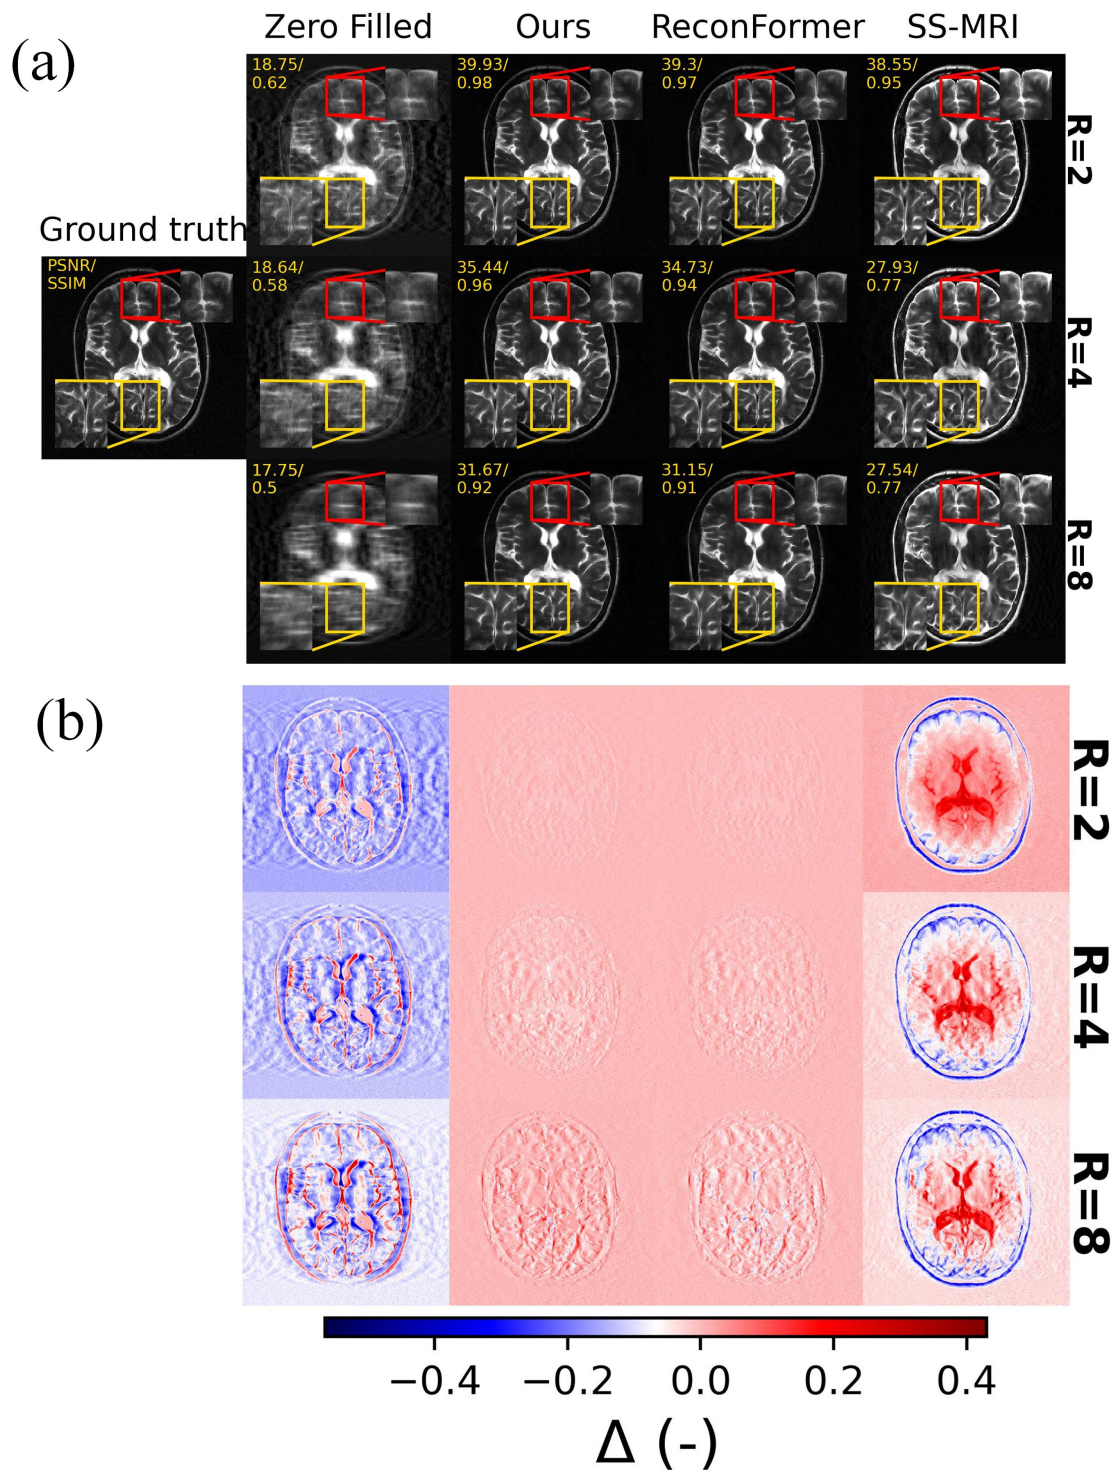 Zero Filled Ours ReconFormer SS-MRI
(a)
18.75/
0.62
39.93/
0.98
39.3/
0.97
38.55/
0.95
R=2
Ground truth
PSNR/
SSIM
18.64/
0.58
35.44/
0.96
34.73/
0.94
27.93/
0.77
R=4
17.75/
0.5
31.67/
0.92
31.15/
0.91
27.54/
0.77
R=8
(b)
R=2
R=4
R=8
−0.4 −0.2 0.0 0.2 0.4
Δ (-)